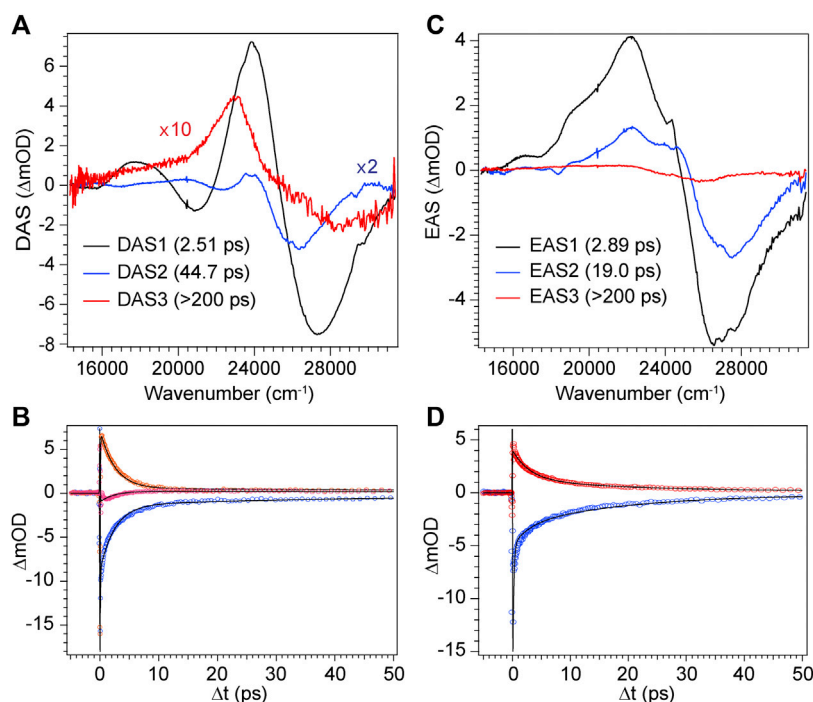 A
C
DAS (ΔmOD)
6
4
2
0
-2
-4
-6
-8
x10
x2
DAS1 (2.51 ps)
DAS2 (44.7 ps)
DAS3 (>200 ps)
16000 20000 24000 28000
Wavenumber (cm⁻¹)
EAS (ΔmOD)
4
2
0
-2
-4
EAS1 (2.89 ps)
EAS2 (19.0 ps)
EAS3 (>200 ps)
16000 20000 24000 28000
Wavenumber (cm⁻¹)
B
D
ΔmOD
5
0
-5
-10
-15
0 10 20 30 40 50
Δt (ps)
ΔmOD
5
0
-5
-10
-15
0 10 20 30 40 50
Δt (ps)